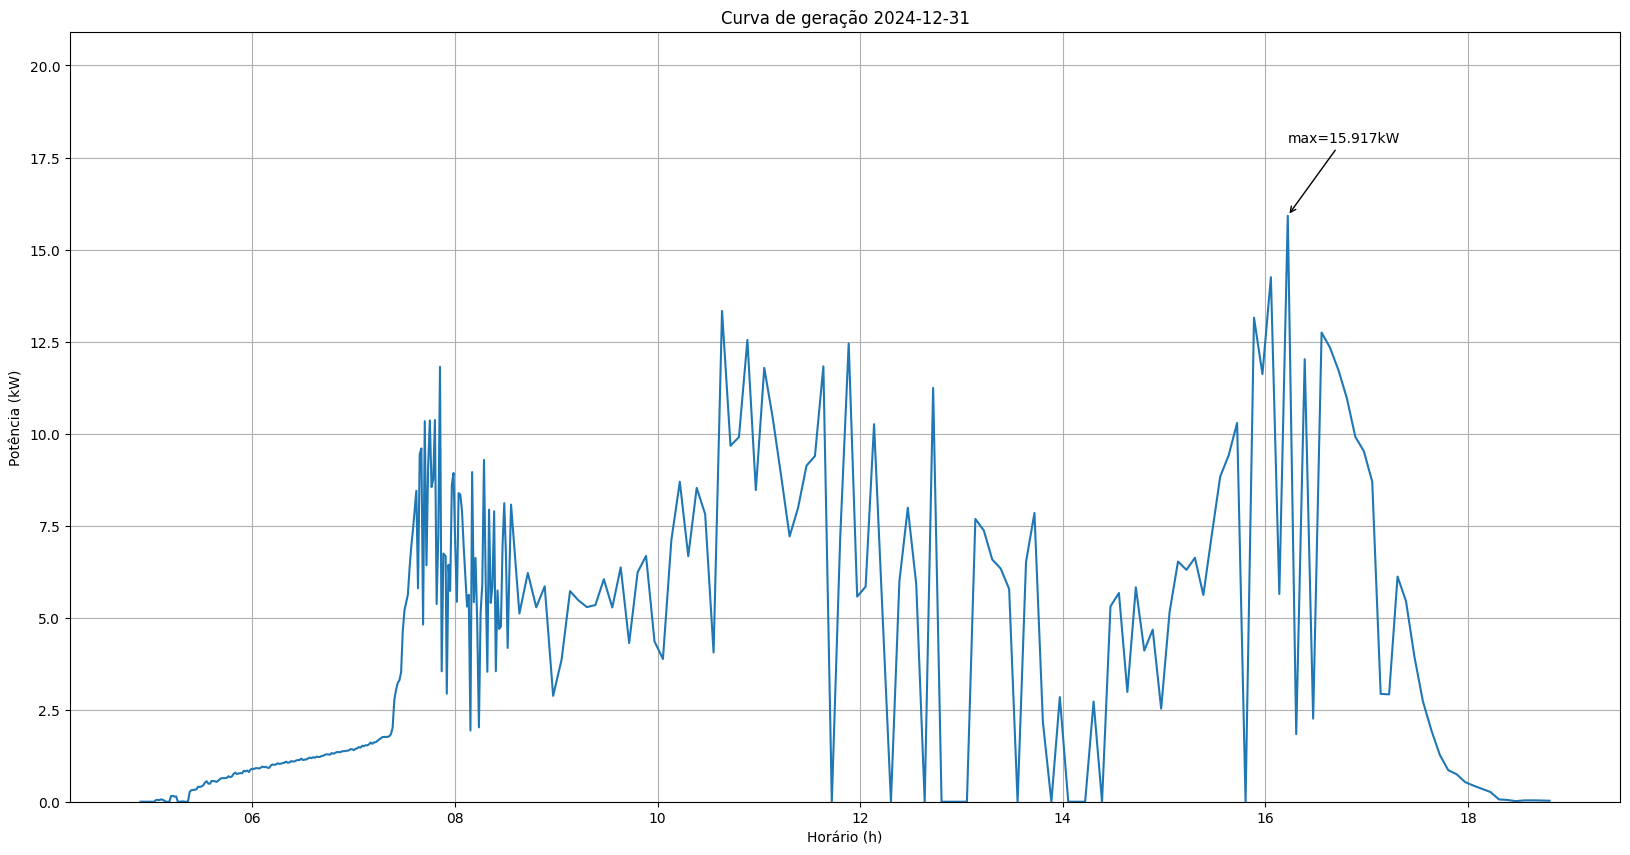 Curva de geração 2024-12-31
20.0
max=15.917kW
17.5
15.0
12.5
Potência (kW)
10.0
7.5
5.0
2.5
0.0
06 08 10 12 14 16 18
Horário (h)